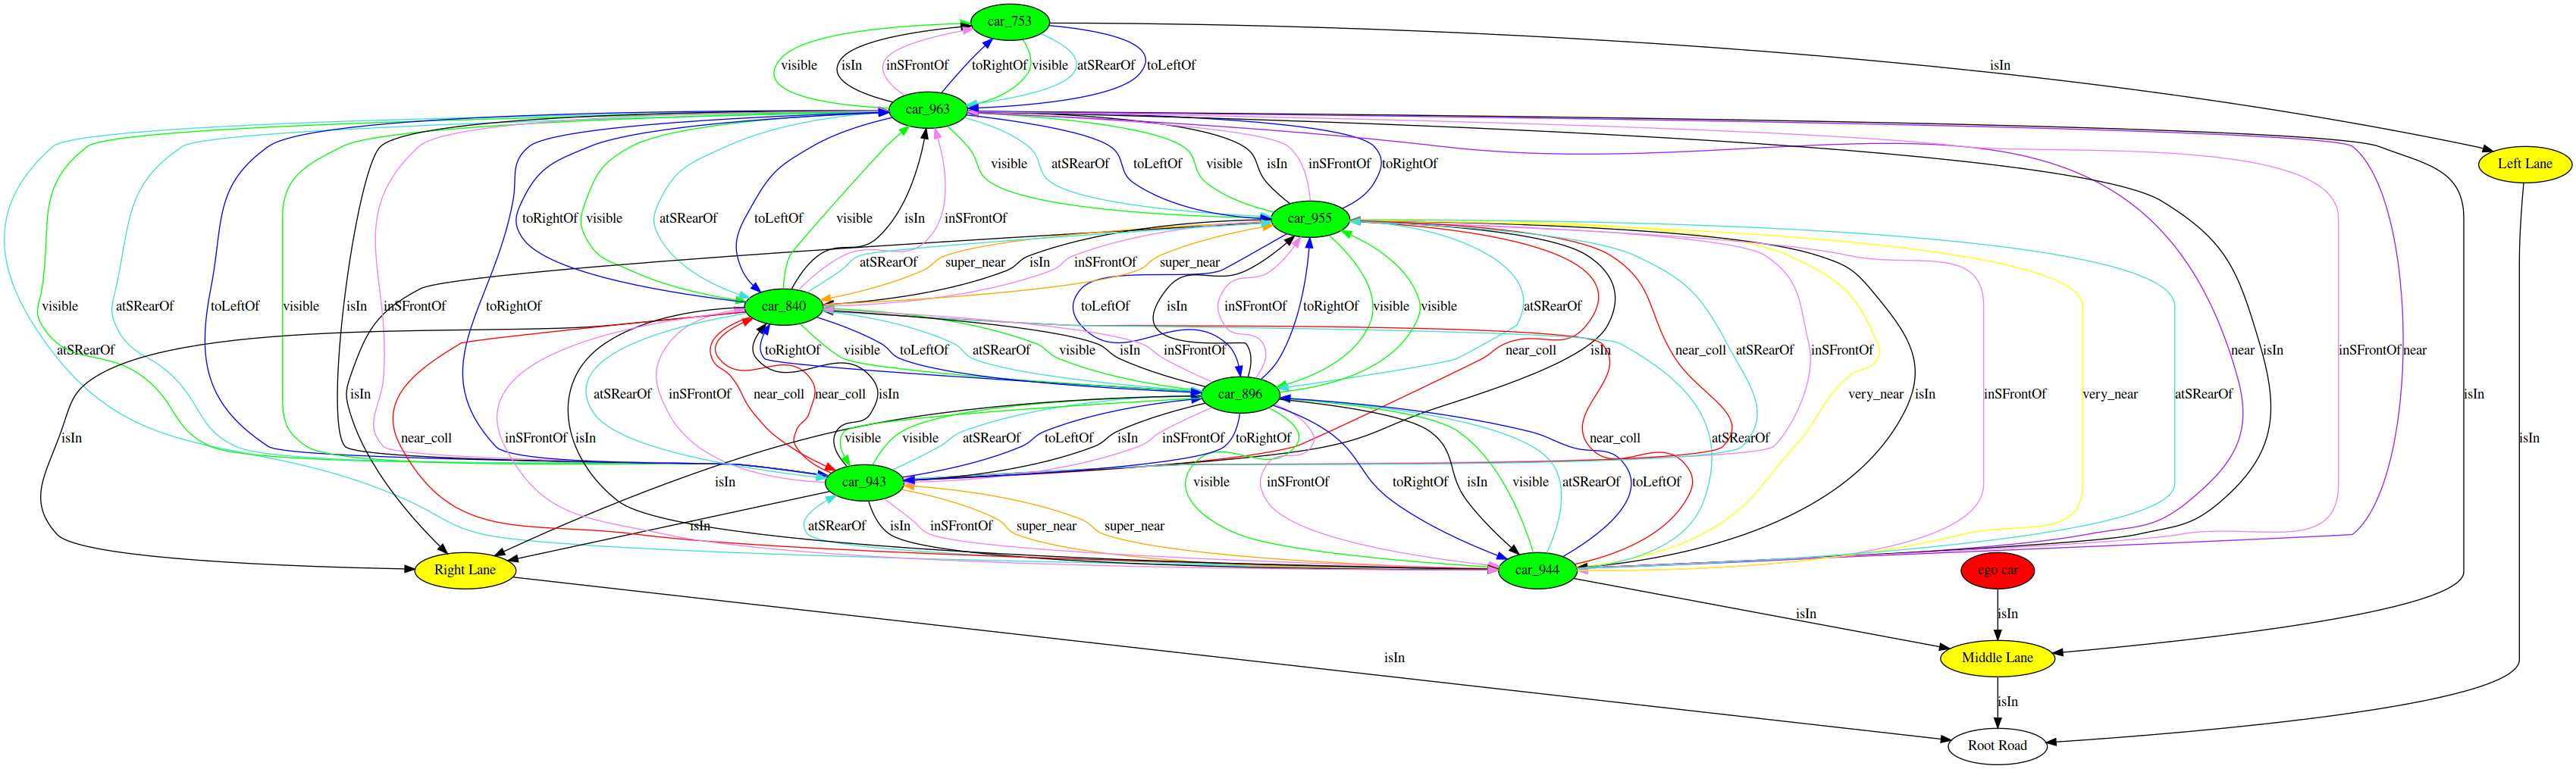 car_753
visible isIn inSFrontOf toRightOf visible atSRearOf toLeftOf isIn
car_963
visible atSRearOf toLeftOf visible isIn inSFrontOf toRightOf Left Lane
toRightOf visible atSRearOf toLeftOf visible isIn inSFrontOf car_955
atSRearOf super_near isIn inSFrontOf super_near
visible atSRearOf toLeftOf visible isIn inSFrontOf toRightOf car_840 toLeftOf isIn inSFrontOf toRightOf atSRearOf visible visible
atSRearOf toRightOf visible toLeftOf atSRearOf visible isIn inSFrontOf near_coll isIn near_coll atSRearOf inSFrontOf near isIn inSFrontOf near
isIn atSRearOf inSFrontOf near_coll near_coll isIn car_896 very_near isIn inSFrontOf very_near atSRearOf isIn
isIn near_coll inSFrontOf isIn visible visible atSRearOf toLeftOf isIn inSFrontOf toRightOf near_coll atSRearOf isIn
isIn car_943 visible inSFrontOf toRightOf isIn visible atSRearOf toLeftOf
isIn atSRearOf isIn inSFrontOf super_near super_near
Right Lane car_944 ego car
isIn isIn
isIn Middle Lane
isIn
Root Road